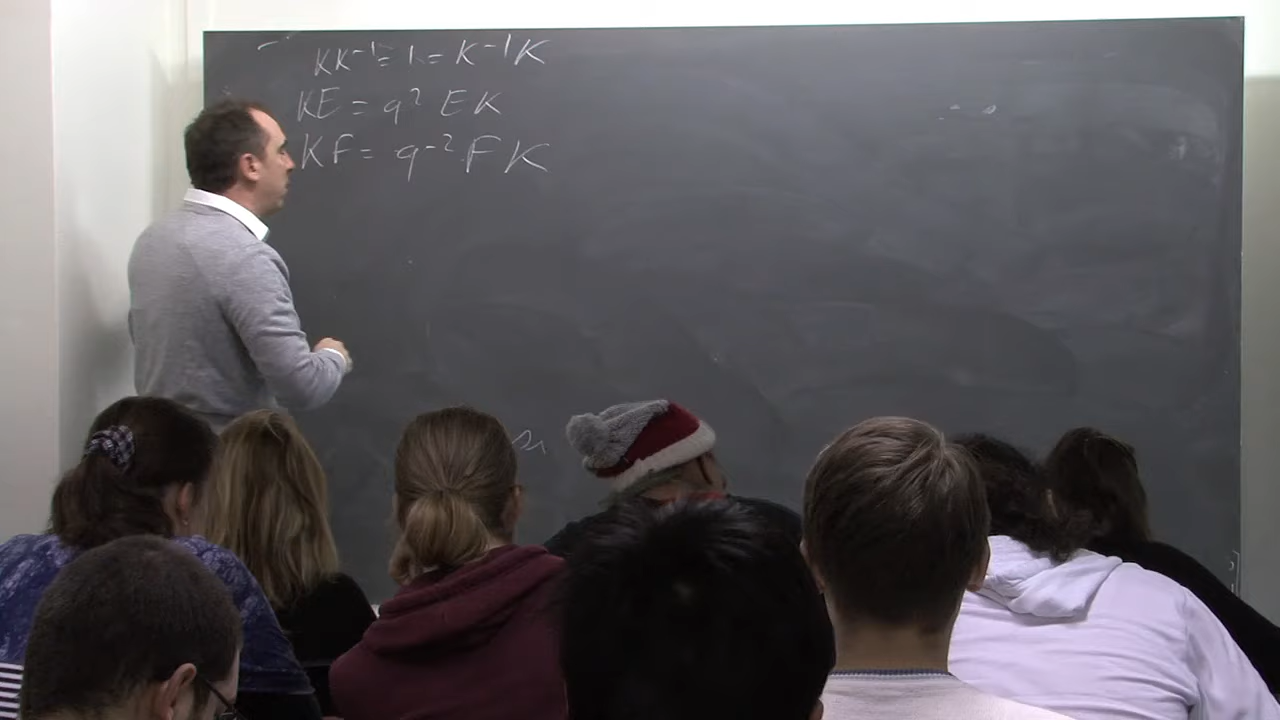 KK⁻¹ = 1 = K⁻¹K
KE = q² EK
KF = q⁻² FK